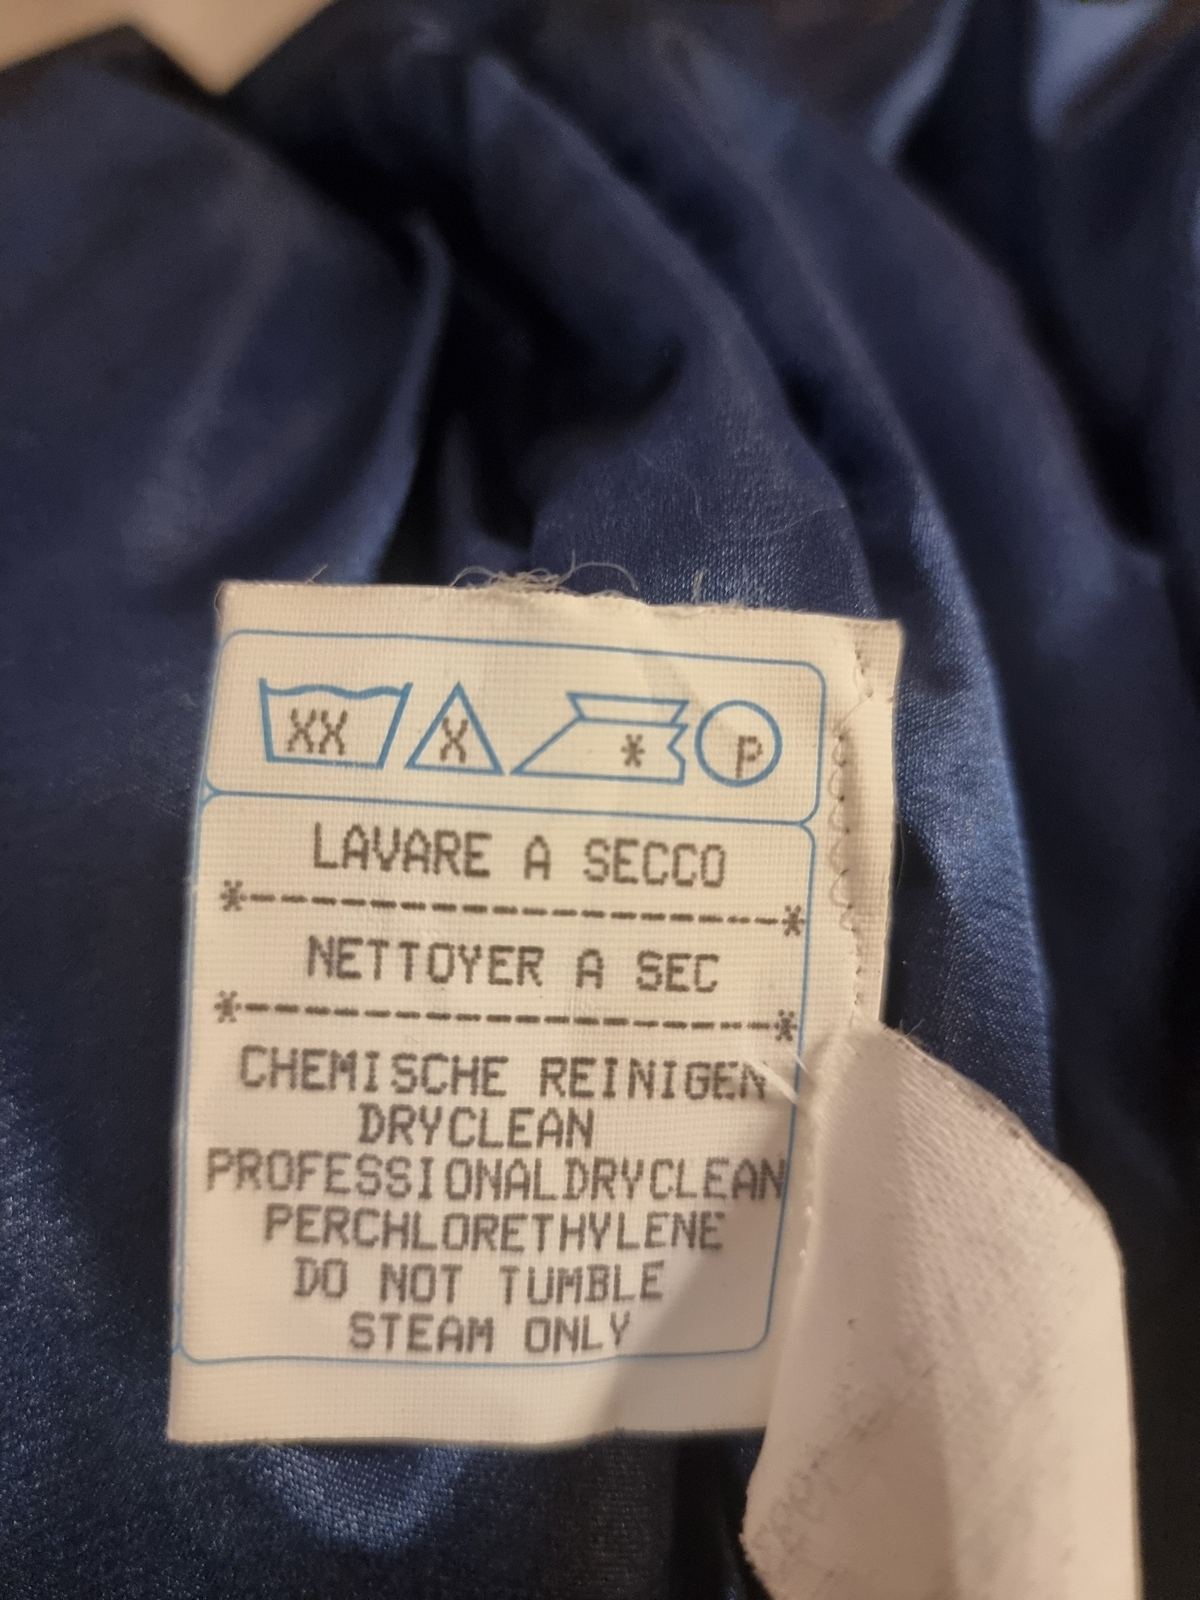 XX X * P
LAVARE A SECCO
*--------------------*
NETTOYER A SEC
*--------------------*
CHEMISCHE REINIGEN
DRYCLEAN
PROFESSIONALDRYCLEAN
PERCHLORETHYLENE
DO NOT TUMBLE
STEAM ONLY